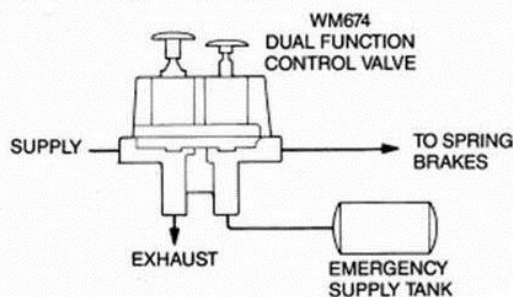 WM674
DUAL FUNCTION
CONTROL VALVE
SUPPLY
TO SPRING
BRAKES
EXHAUST
EMERGENCY
SUPPLY TANK